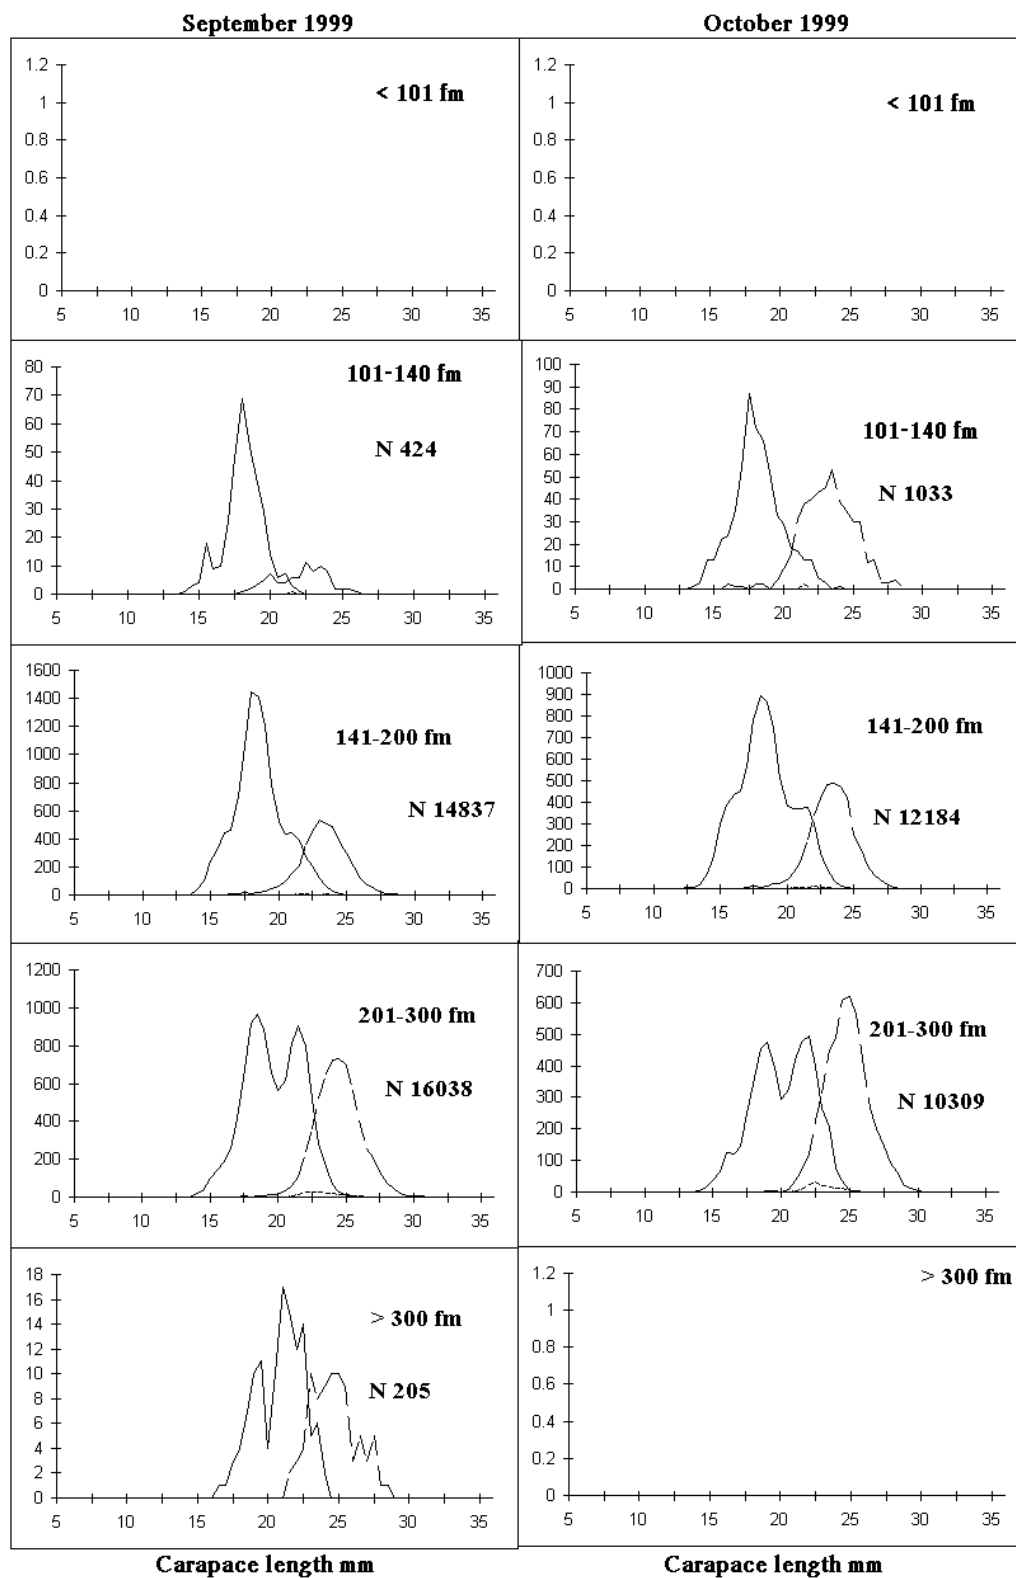 September 1999
October 1999
< 101 fm
1.2
1
0.8
0.6
0.4
0.2
0
5 10 15 20 25 30 35
< 101 fm
1.2
1
0.8
0.6
0.4
0.2
0
5 10 15 20 25 30 35
101-140 fm
N 424
80
70
60
50
40
30
20
10
0
5 10 15 20 25 30 35
101-140 fm
N 1033
100
90
80
70
60
50
40
30
20
10
0
5 10 15 20 25 30 35
141-200 fm
N 14837
1600
1400
1200
1000
800
600
400
200
0
5 10 15 20 25 30 35
141-200 fm
N 12184
1000
900
800
700
600
500
400
300
200
100
0
5 10 15 20 25 30 35
201-300 fm
N 16038
1200
1000
800
600
400
200
0
5 10 15 20 25 30 35
201-300 fm
N 10309
700
600
500
400
300
200
100
0
5 10 15 20 25 30 35
> 300 fm
N 205
18
16
14
12
10
8
6
4
2
0
5 10 15 20 25 30 35
> 300 fm
1.2
1
0.8
0.6
0.4
0.2
0
5 10 15 20 25 30 35
Carapace length mm
Carapace length mm